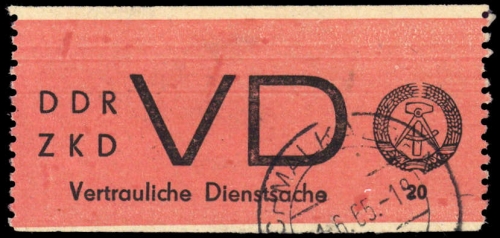 DDR
ZKD
VD
Vertrauliche Dienstsache
20